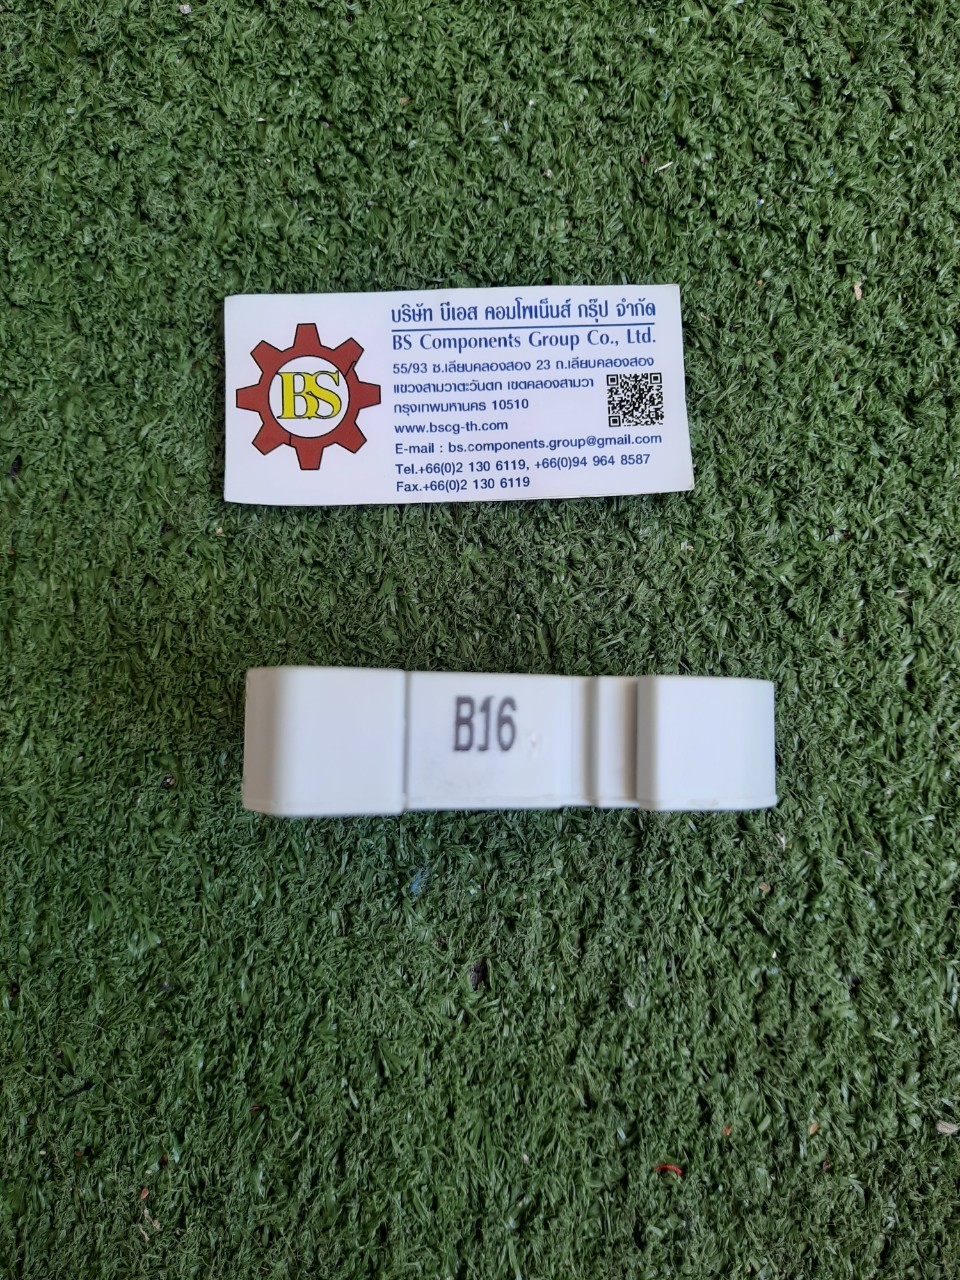 BS
บริษัท บีเอส คอมโพเน็นส์ กรุ๊ป จำกัด
BS Components Group Co., Ltd.
55/93 ซ.เลียบคลองสอง 23 ถ.เลียบคลองสอง
แขวงสามวาตะวันตก เขตคลองสามวา
กรุงเทพมหานคร 10510
www.bscg-th.com
E-mail : bs.components.group@gmail.com
Tel.+66(0)2 130 6119, +66(0)94 964 8587
Fax.+66(0)2 130 6119
B16